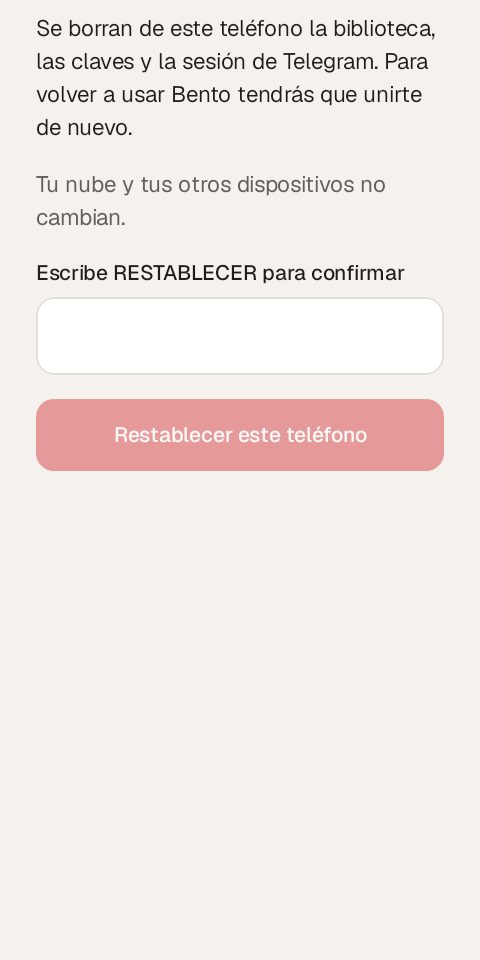 Se borran de este teléfono la biblioteca,
las claves y la sesión de Telegram. Para
volver a usar Bento tendrás que unirte
de nuevo.
Tu nube y tus otros dispositivos no
cambian.
Escribe RESTABLECER para confirmar
Restablecer este teléfono